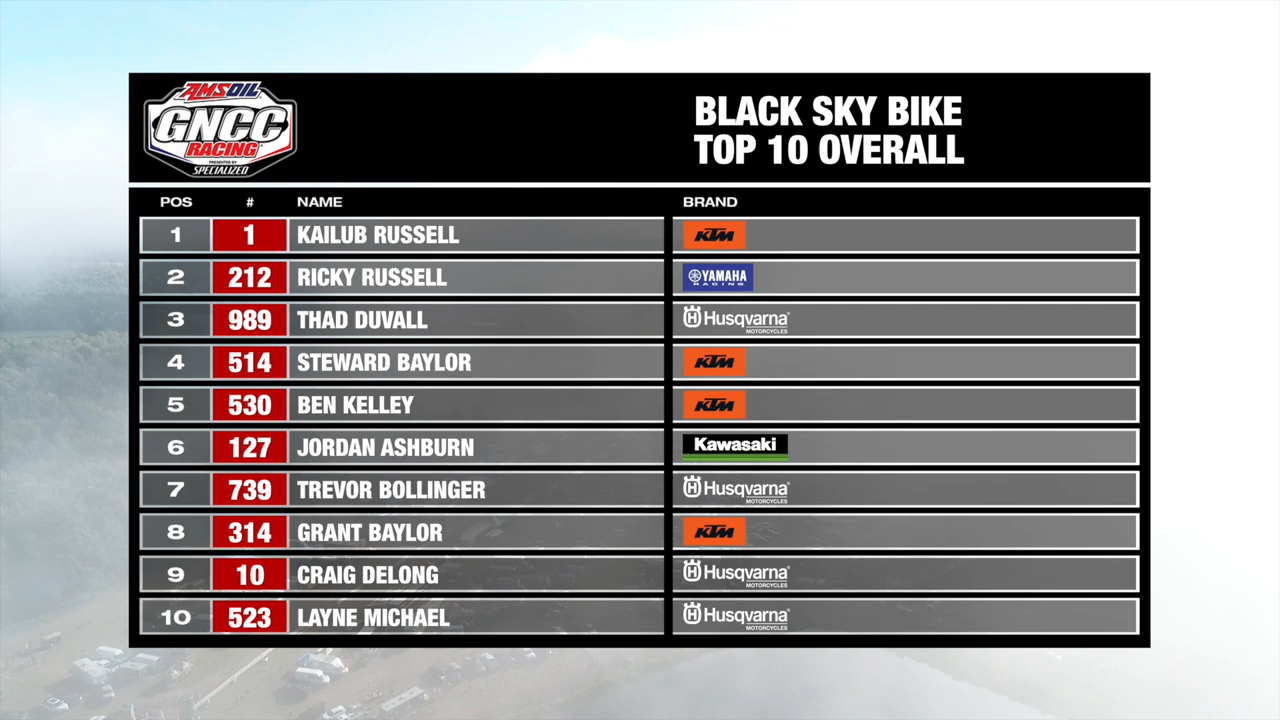 AMSOIL
GNCC
RACING
PRESENTED BY
SPECIALIZED
BLACK SKY BIKE
TOP 10 OVERALL
POS # NAME BRAND
1 1 KAILUB RUSSELL KTM
2 212 RICKY RUSSELL YAMAHA RACING
3 989 THAD DUVALL Husqvarna MOTORCYCLES
4 514 STEWARD BAYLOR KTM
5 530 BEN KELLEY KTM
6 127 JORDAN ASHBURN Kawasaki
7 739 TREVOR BOLLINGER Husqvarna MOTORCYCLES
8 314 GRANT BAYLOR KTM
9 10 CRAIG DELONG Husqvarna MOTORCYCLES
10 523 LAYNE MICHAEL Husqvarna MOTORCYCLES